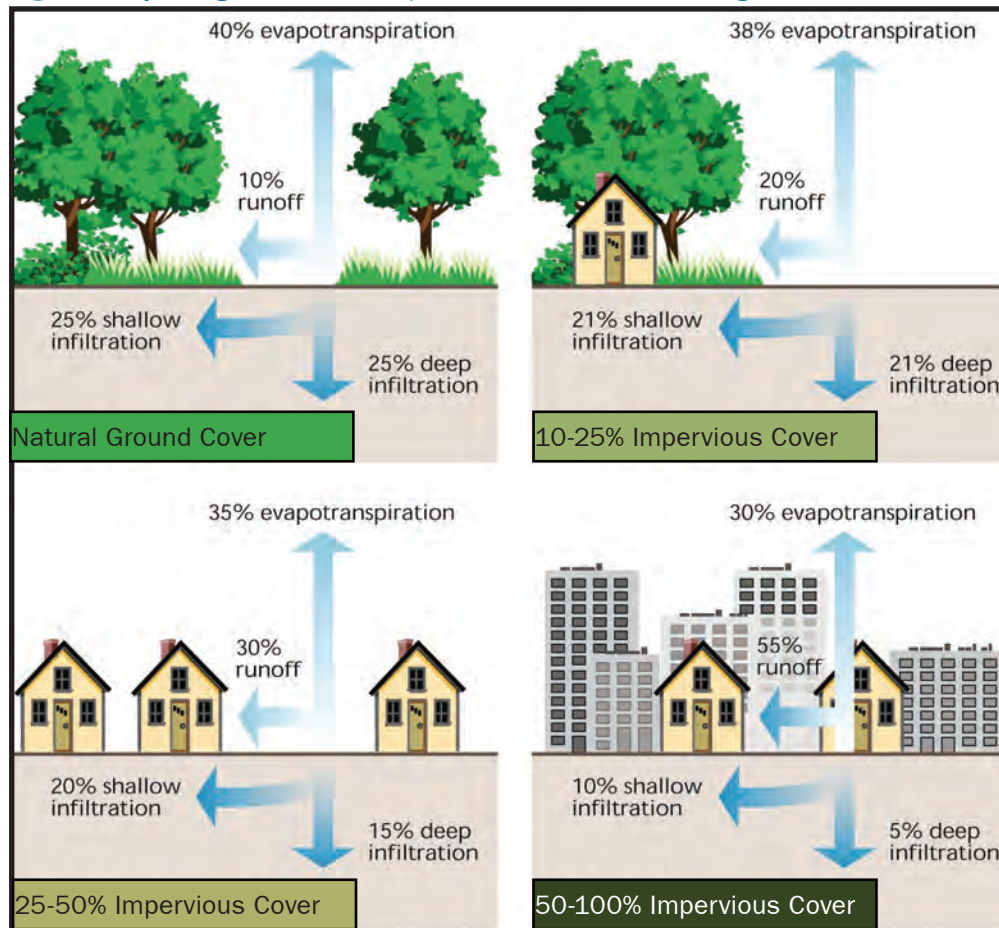 40% evapotranspiration
10%
runoff
25% shallow
infiltration
25% deep
infiltration
Natural Ground Cover
38% evapotranspiration
20%
runoff
21% shallow
infiltration
21% deep
infiltration
10-25% Impervious Cover
35% evapotranspiration
30%
runoff
20% shallow
infiltration
15% deep
infiltration
25-50% Impervious Cover
30% evapotranspiration
55%
runoff
10% shallow
infiltration
5% deep
infiltration
50-100% Impervious Cover